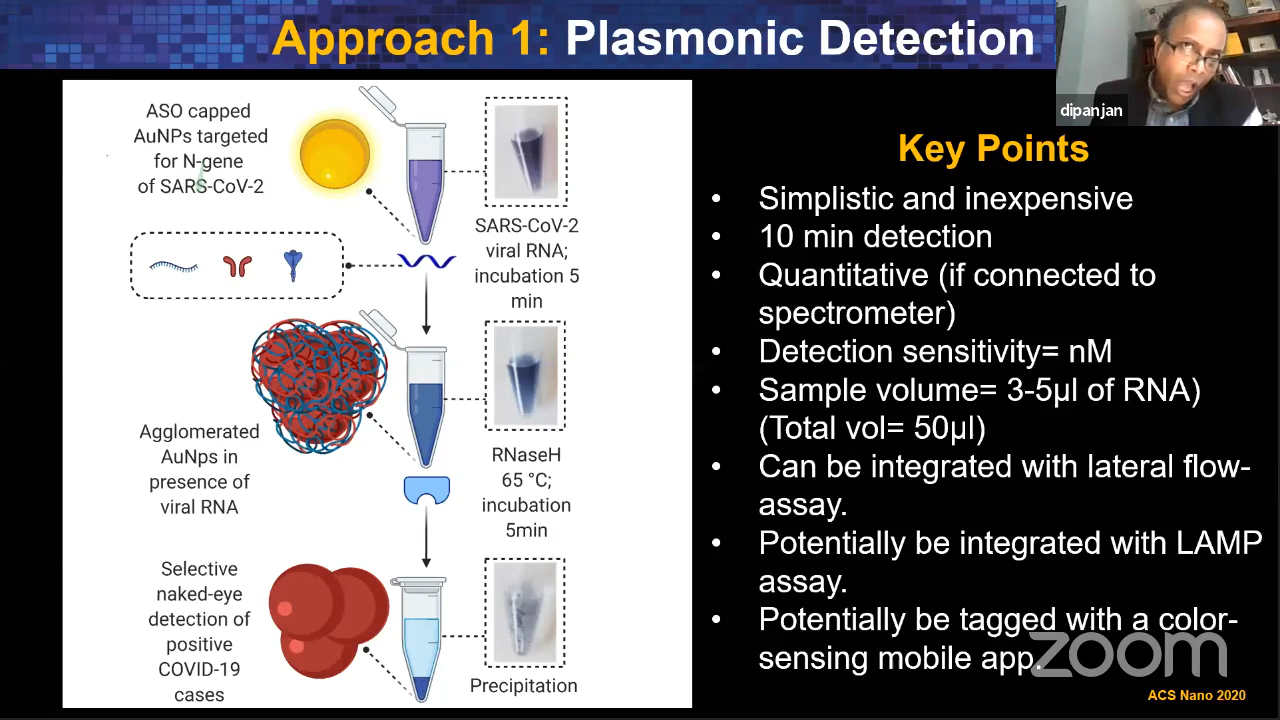 Approach 1: Plasmonic Detection
dipanjan
ASO capped
AuNPs targeted
for N-gene
of SARS-CoV-2
SARS-CoV-2
viral RNA;
incubation 5
min
Agglomerated
AuNps in
presence of
viral RNA
RNaseH
65 °C;
incubation
5min
Selective
naked-eye
detection of
positive
COVID-19
cases
Precipitation
Key Points
• Simplistic and inexpensive
• 10 min detection
• Quantitative (if connected to
spectrometer)
• Detection sensitivity= nM
• Sample volume= 3-5µl of RNA)
(Total vol= 50µl)
• Can be integrated with lateral flow-
assay.
• Potentially be integrated with LAMP
assay.
• Potentially be tagged with a color-
sensing mobile app.
zoom
ACS Nano 2020